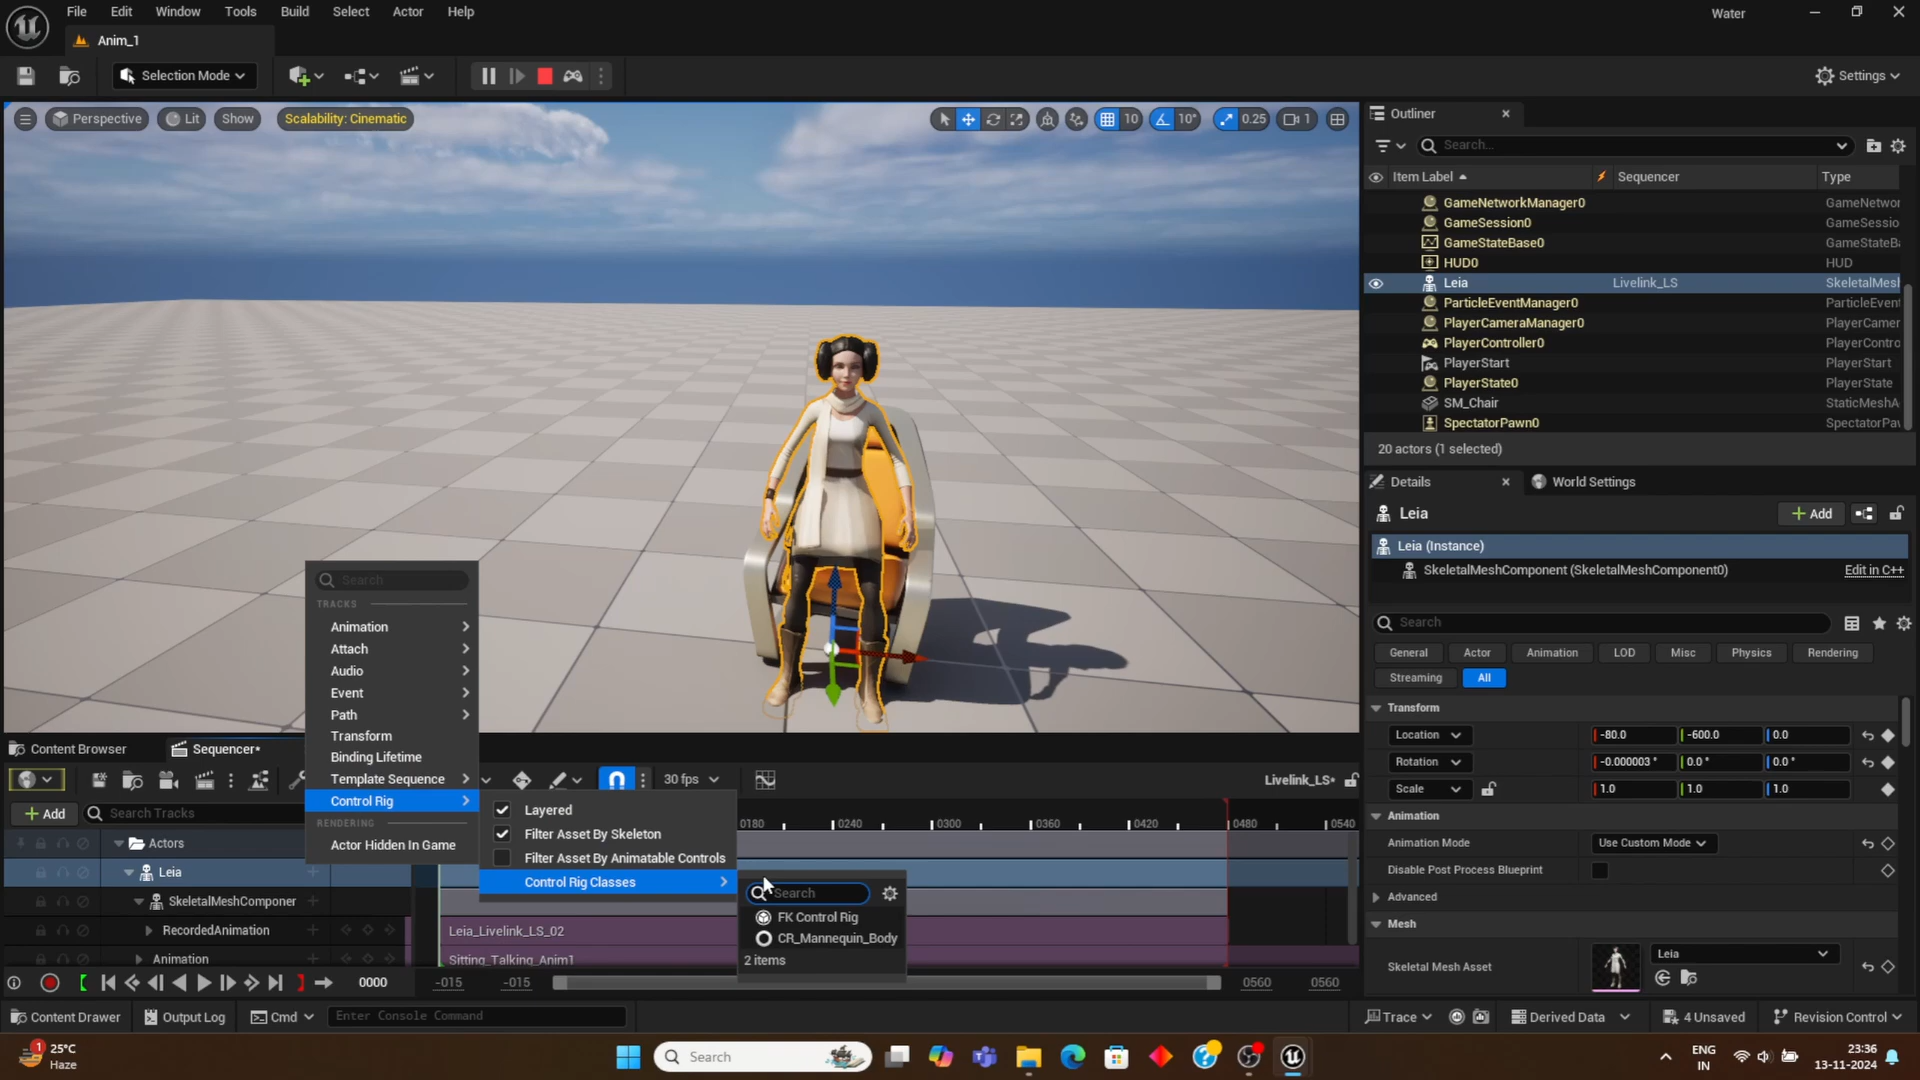 File Edit Window Tools Build Select Actor Help
Water
Anim_1
Selection Mode
Settings
Perspective Lit Show Scalability: Cinematic
10 10° 0.25 1
Outliner
Search...
Item Label Sequencer Type
GameNetworkManager0 GameNetwor
GameSession0 GameSessio
GameStateBase0 GameStateB
HUD0 HUD
Leia Livelink_LS SkeletalMesh
ParticleEventManager0 ParticleEvent
PlayerCameraManager0 PlayerCamer
PlayerController0 PlayerContro
PlayerStart PlayerStart
PlayerState0 PlayerState
SM_Chair StaticMeshA
SpectatorPawn0 SpectatorPaw
20 actors (1 selected)
Details World Settings
Leia
Add
Leia (Instance)
SkeletalMeshComponent (SkeletalMeshComponent0) Edit in C++
Search
General Actor Animation LOD Misc Physics Rendering
Streaming All
Transform
Location -80.0 -600.0 0.0
Rotation -0.000003 ° 0.0 ° 0.0 °
Scale 1.0 1.0 1.0
Animation
Animation Mode Use Custom Mode
Disable Post Process Blueprint
Advanced
Mesh
Skeletal Mesh Asset Leia
Search
TRACKS
Animation
Attach
Audio
Event
Path
Transform
Binding Lifetime
Template Sequence
Control Rig
RENDERING
Actor Hidden In Game
Layered
Filter Asset By Skeleton
Filter Asset By Animatable Controls
Control Rig Classes
Search
FK Control Rig
CR_Mannequin_Body
2 items
Content Browser Sequencer*
30 fps
Livelink_LS*
Add Search Tracks
0180 0240 0300 0360 0420 0480 0540
Actors
Leia
SkeletalMeshComponer
RecordedAnimation
Leia_Livelink_LS_02
Animation
Sitting_Talking_Anim1
0000
-015 -015 0560 0560
Content Drawer Output Log Cmd Enter Console Command
Trace Derived Data 4 Unsaved Revision Control
1
25°C
Haze
Search
ENG
IN
23:36
13-11-2024